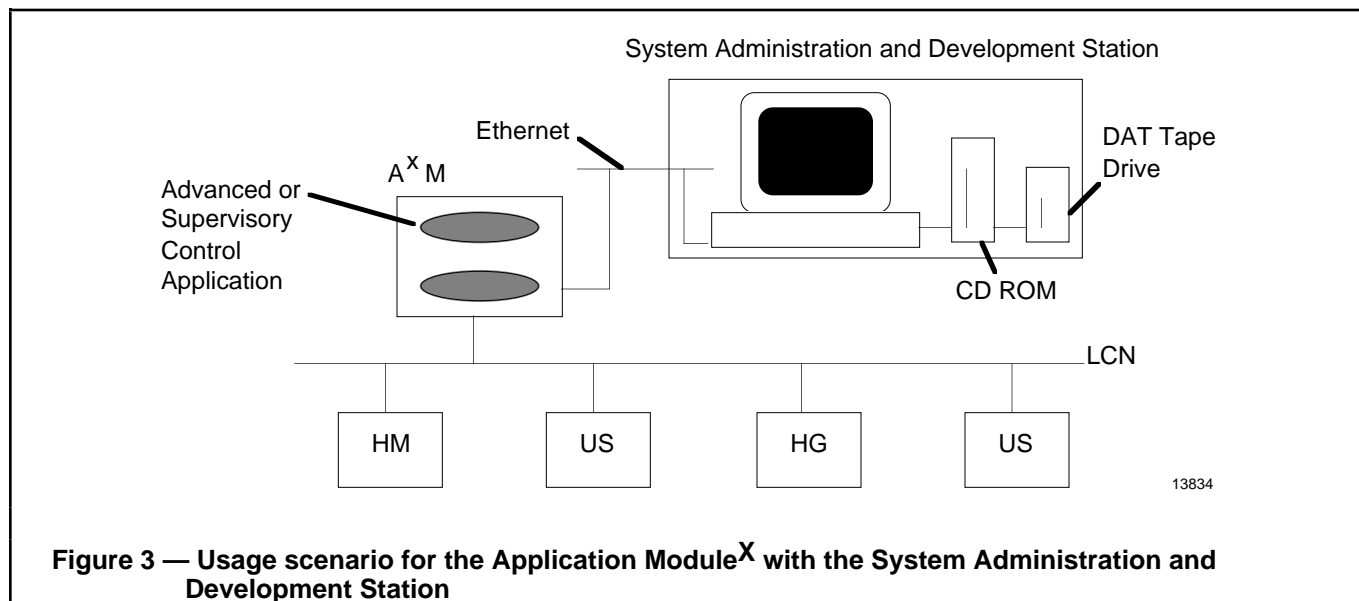 System Administration and Development Station
Ethernet
DAT Tape
Drive
A^x M
Advanced or
Supervisory
Control
Application
CD ROM
LCN
HM
US
HG
US
13834
Figure 3 — Usage scenario for the Application Module^X with the System Administration and
Development Station